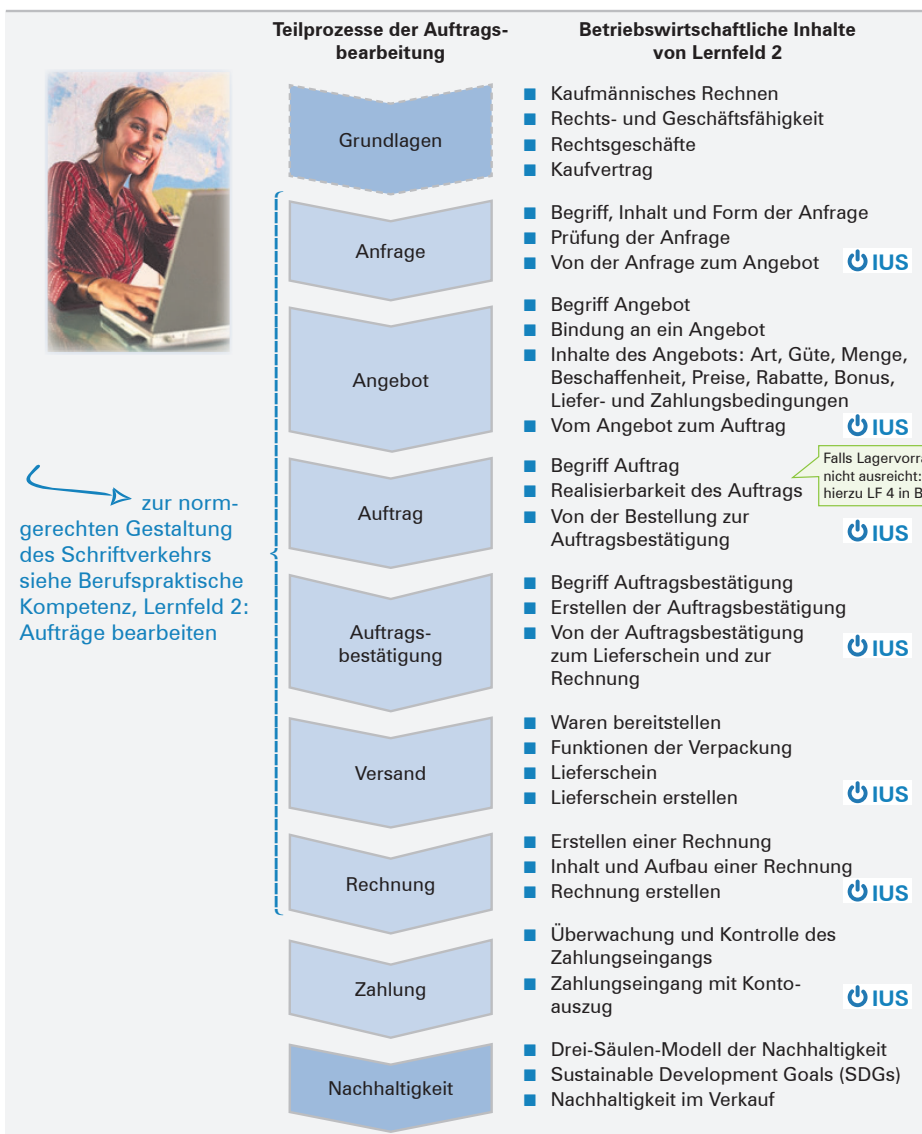 Teilprozesse der Auftrags-
bearbeitung
Betriebswirtschaftliche Inhalte
von Lernfeld 2
Grundlagen
■ Kaufmännisches Rechnen
■ Rechts- und Geschäftsfähigkeit
■ Rechtsgeschäfte
■ Kaufvertrag
Anfrage
■ Begriff, Inhalt und Form der Anfrage
■ Prüfung der Anfrage
■ Von der Anfrage zum Angebot IUS
Angebot
■ Begriff Angebot
■ Bindung an ein Angebot
■ Inhalte des Angebots: Art, Güte, Menge,
Beschaffenheit, Preise, Rabatte, Bonus,
Liefer- und Zahlungsbedingungen
■ Vom Angebot zum Auftrag IUS
zur norm-
gerechten Gestaltung
des Schriftverkehrs
siehe Berufspraktische
Kompetenz, Lernfeld 2:
Aufträge bearbeiten
Auftrag
■ Begriff Auftrag
■ Realisierbarkeit des Auftrags
■ Von der Bestellung zur
Auftragsbestätigung IUS
Falls Lagervorra
nicht ausreicht:
hierzu LF 4 in B
Auftrags-
bestätigung
■ Begriff Auftragsbestätigung
■ Erstellen der Auftragsbestätigung
■ Von der Auftragsbestätigung
zum Lieferschein und zur
Rechnung
IUS
Versand
■ Waren bereitstellen
■ Funktionen der Verpackung
■ Lieferschein
■ Lieferschein erstellen IUS
Rechnung
■ Erstellen einer Rechnung
■ Inhalt und Aufbau einer Rechnung
■ Rechnung erstellen IUS
Zahlung
■ Überwachung und Kontrolle des
Zahlungseingangs
■ Zahlungseingang mit Konto-
auszug IUS
Nachhaltigkeit
■ Drei-Säulen-Modell der Nachhaltigkeit
■ Sustainable Development Goals (SDGs)
■ Nachhaltigkeit im Verkauf